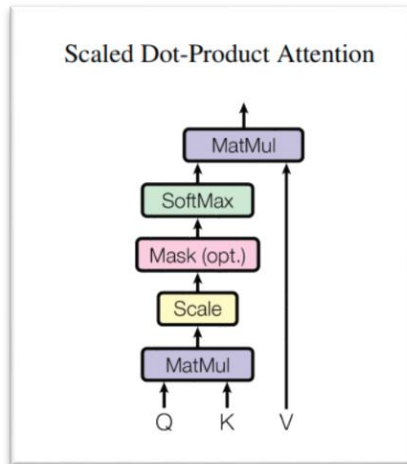 Scaled Dot-Product Attention
MatMul
SoftMax
Mask (opt.)
Scale
MatMul
Q K V